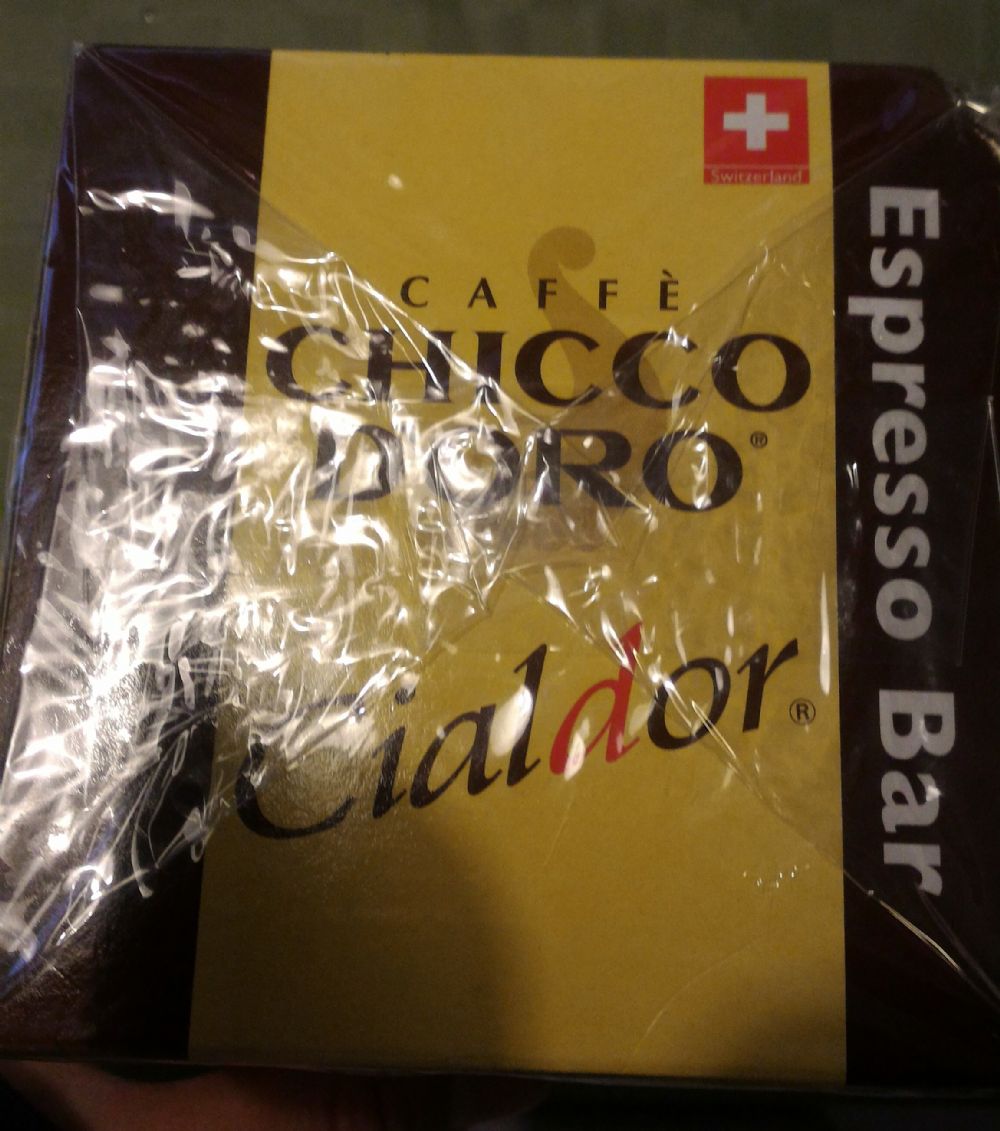 Switzerland
CAFFÈ
CHICCO
D'ORO®
Cialdor®
Espresso Bar